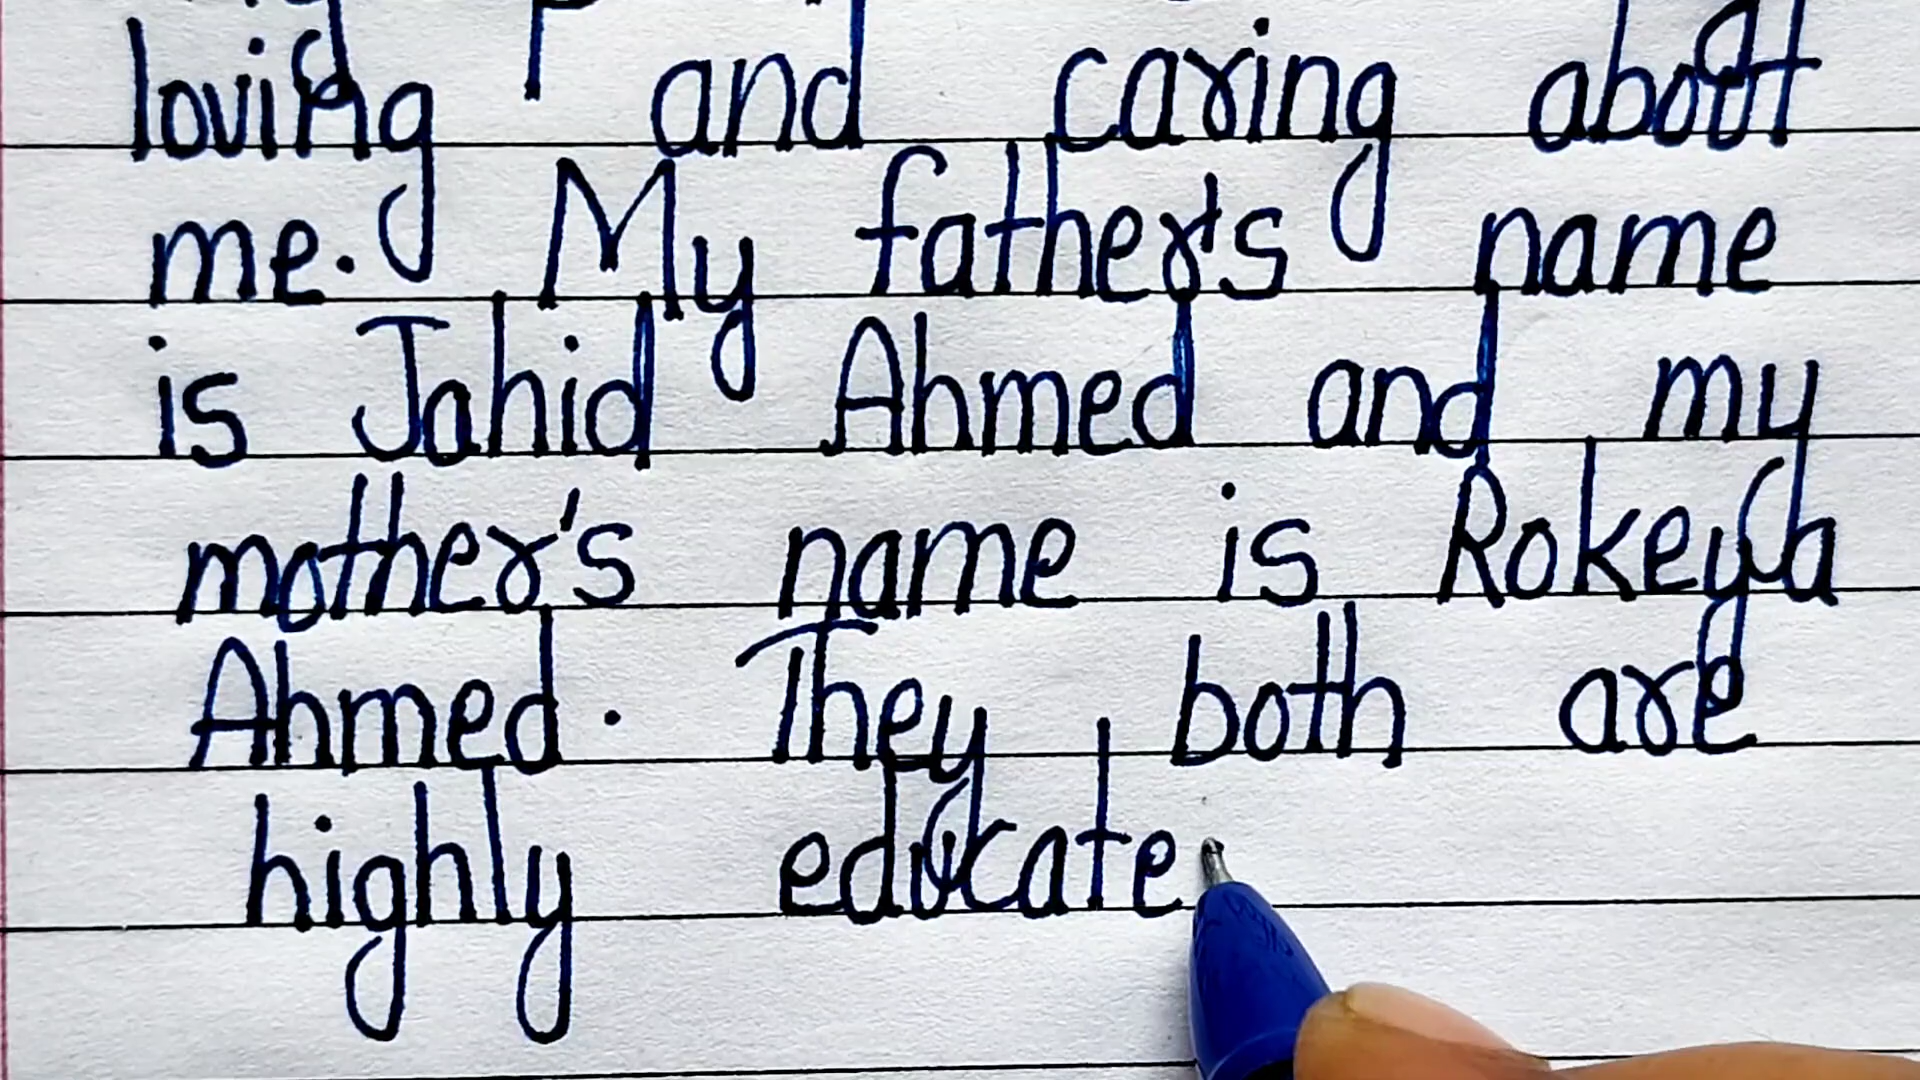 loving and caring about
me. My father's name
is Jahid Ahmed and my
mother's name is Rokeya
Ahmed. They both are
highly educate